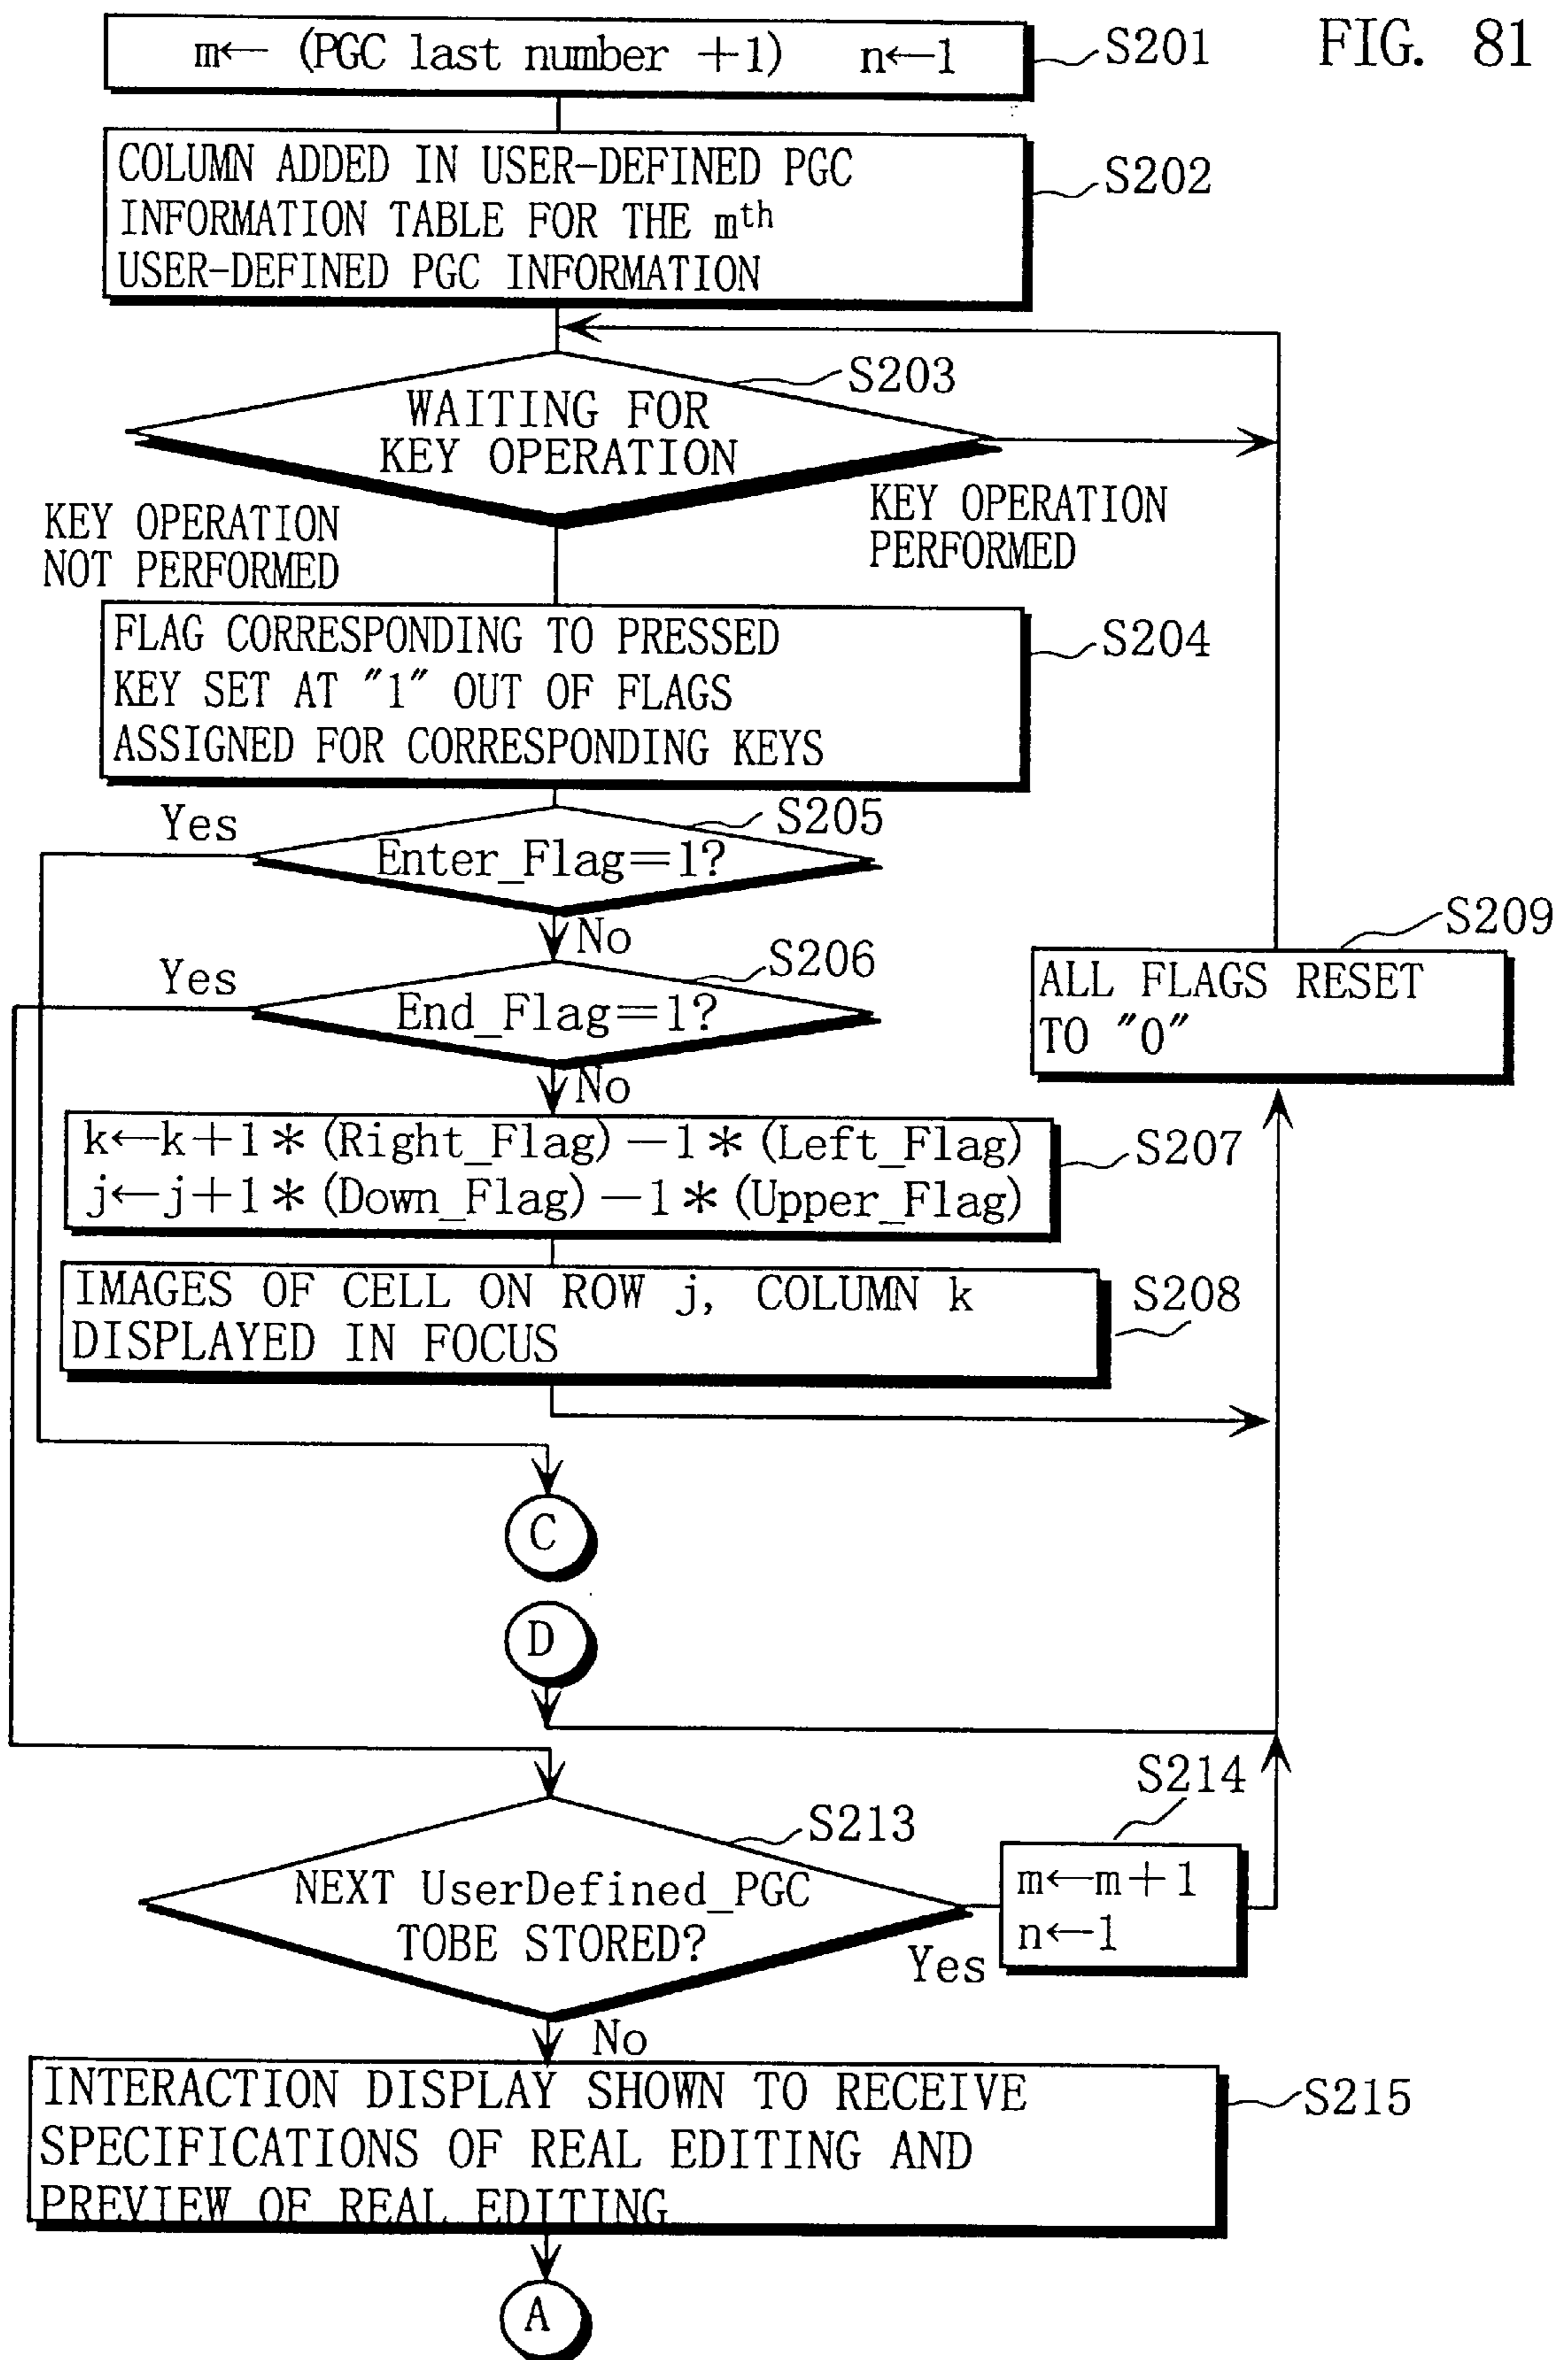 FIG. 81
m← (PGC last number +1) n←1
S201
COLUMN ADDED IN USER-DEFINED PGC
INFORMATION TABLE FOR THE mth
USER-DEFINED PGC INFORMATION
S202
S203
WAITING FOR
KEY OPERATION
KEY OPERATION
NOT PERFORMED
KEY OPERATION
PERFORMED
FLAG CORRESPONDING TO PRESSED
KEY SET AT "1" OUT OF FLAGS
ASSIGNED FOR CORRESPONDING KEYS
S204
Yes
S205
Enter_Flag=1?
No
Yes
S206
End_Flag=1?
No
S209
ALL FLAGS RESET
TO "0"
k←k+1*(Right_Flag)-1*(Left_Flag)
j←j+1*(Down_Flag)-1*(Upper_Flag)
S207
IMAGES OF CELL ON ROW j, COLUMN k
DISPLAYED IN FOCUS
S208
C
D
S213
NEXT UserDefined_PGC
TOBE STORED?
Yes
S214
m←m+1
n←1
No
INTERACTION DISPLAY SHOWN TO RECEIVE
SPECIFICATIONS OF REAL EDITING AND
PREVIEW OF REAL EDITING
S215
A